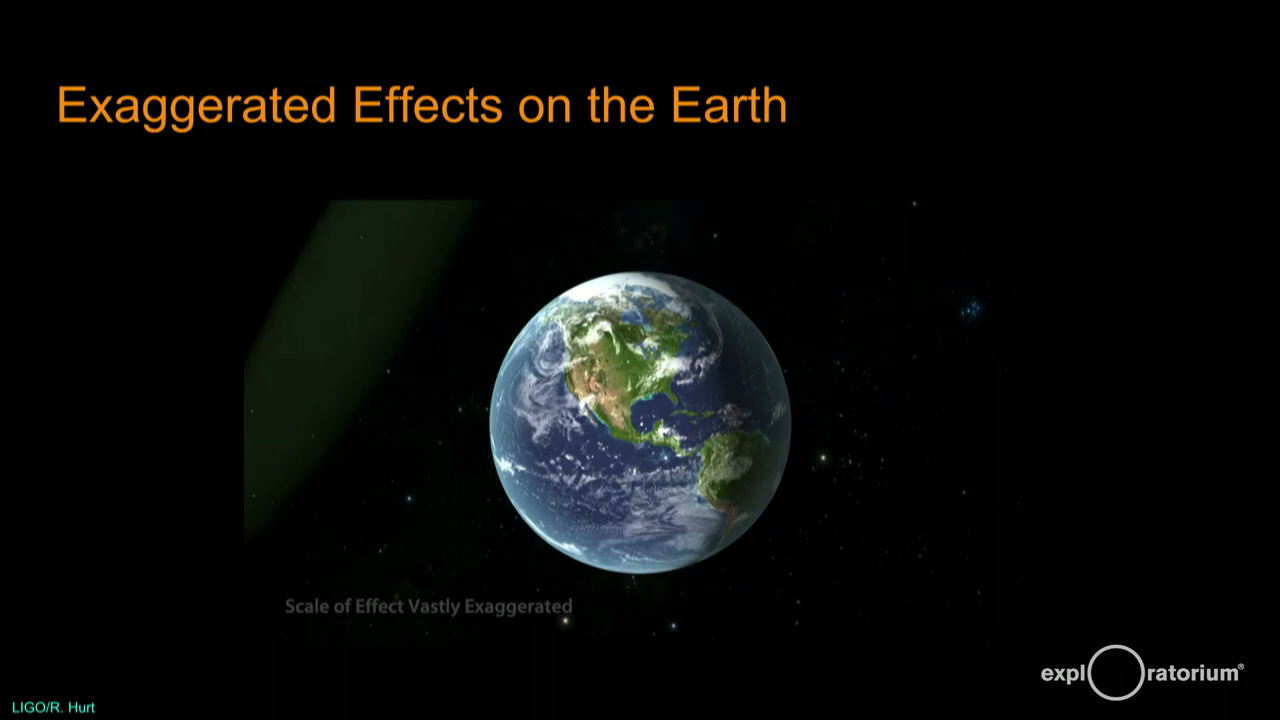 Exaggerated Effects on the Earth
Scale of Effect Vastly Exaggerated
expl ratorium®
LIGO/R. Hurt